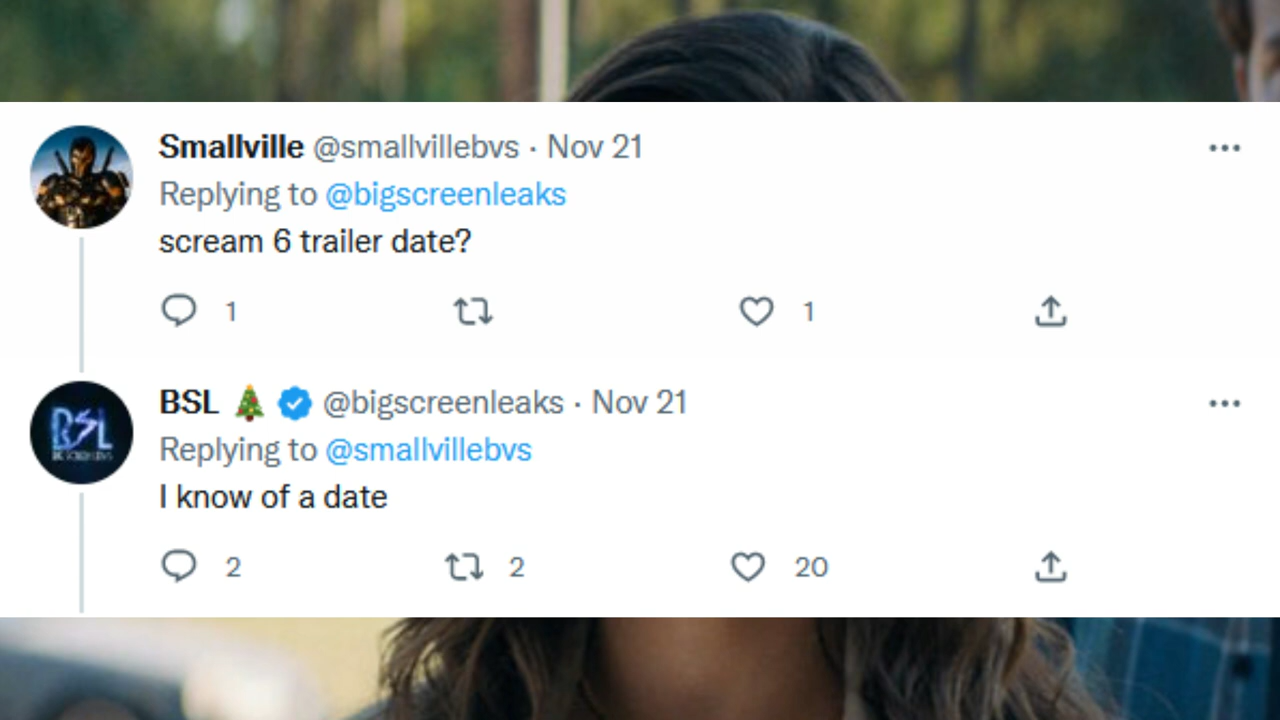 Smallville @smallvillebvs · Nov 21
Replying to @bigscreenleaks
scream 6 trailer date?
1 1
BSL 🎄 @bigscreenleaks · Nov 21
BSL
Replying to @smallvillebvs
I know of a date
2 2 20